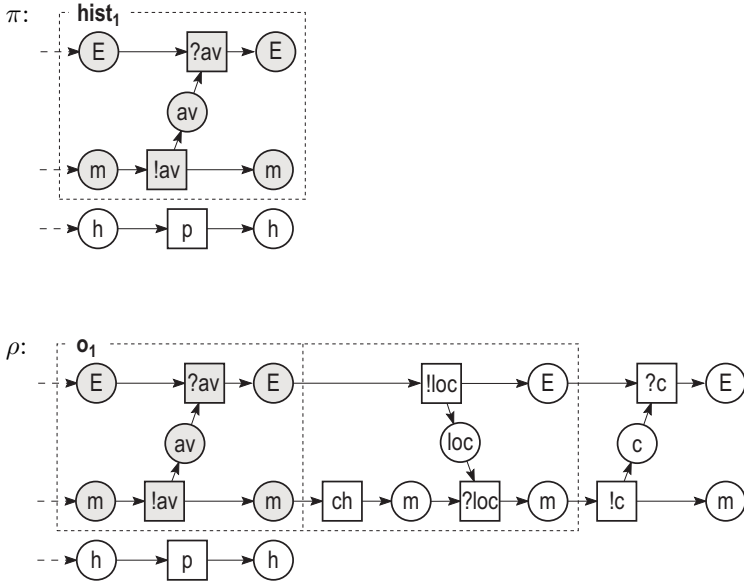 π: hist₁
E ?av E
av
m !av m
h p h
ρ: o₁
E ?av E !loc E ?c E
av loc c
m !av m ch m ?loc m !c m
h p h